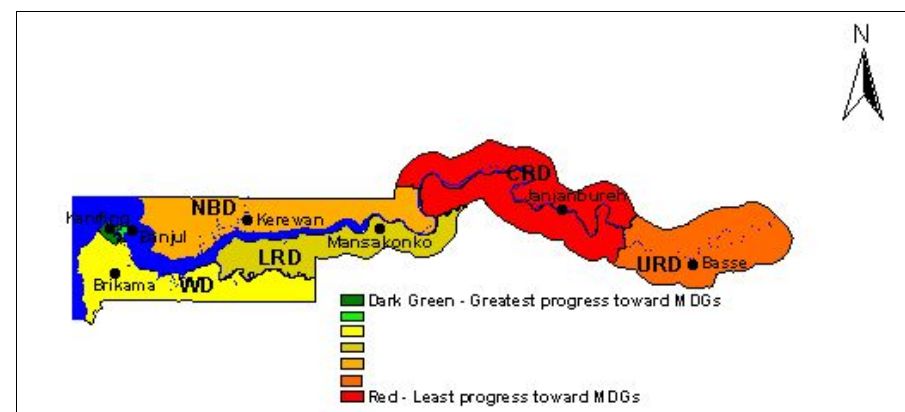 N
CRD
Janjanbureh
NBD
Kanifing
Kerewan
Banjul
Mansakonko
LRD
URD
Basse
Brikama
WD
Dark Green - Greatest progress toward MDGs
Red - Least progress toward MDGs